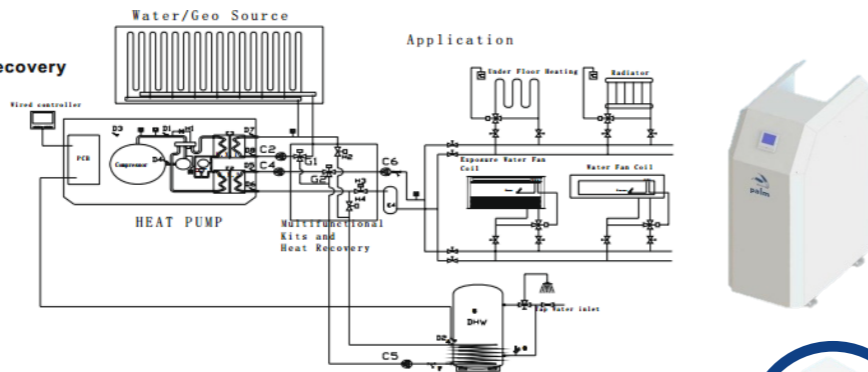 Water/Geo Source
Application
ecovery
Under Floor Heating
Radiator
Wired controller
D3
D1
H1
D7
PCB
Compressor
D4
D8
C2
G1
H2
D5
C4
G2
C6
D6
H3
H4
Exposure Water Fan
Coil
Water Fan Coil
HEAT PUMP
Multifunctional
Kits and
Heat Recovery
DHW
D2
C5
Tap Water inlet
palm